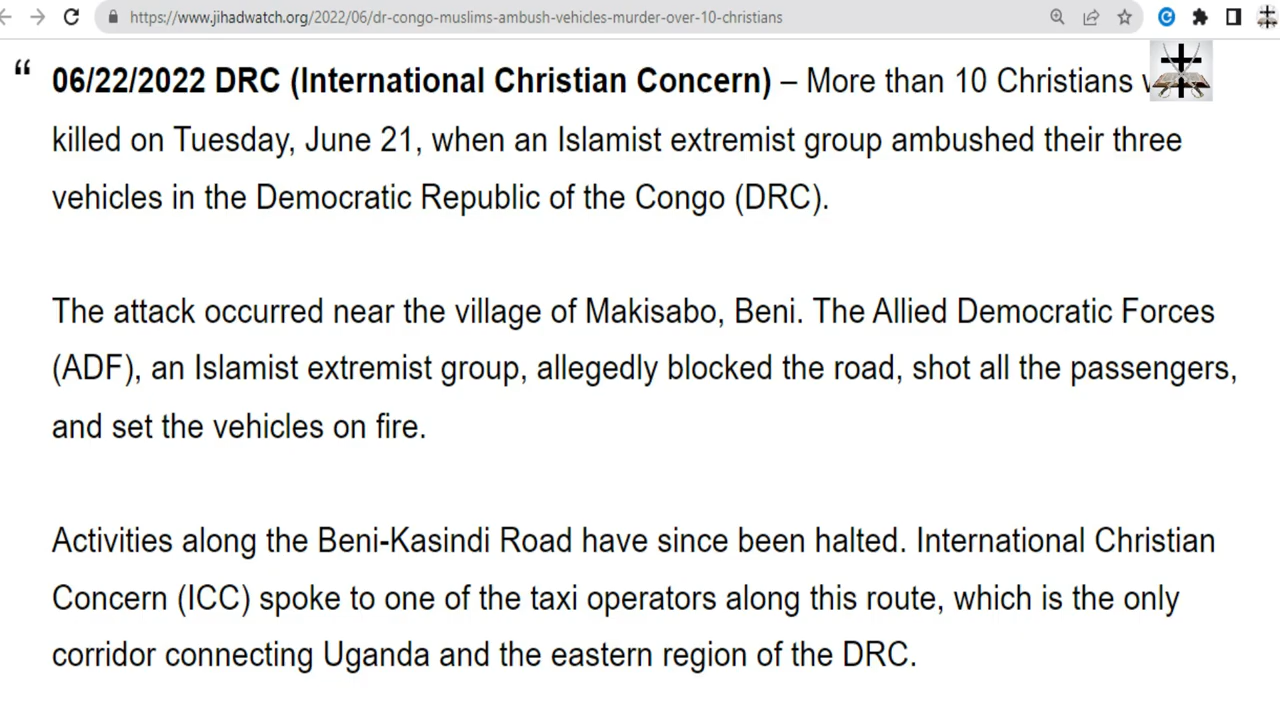 https://www.jihadwatch.org/2022/06/dr-congo-muslims-ambush-vehicles-murder-over-10-christians
“ 06/22/2022 DRC (International Christian Concern) – More than 10 Christians
killed on Tuesday, June 21, when an Islamist extremist group ambushed their three
vehicles in the Democratic Republic of the Congo (DRC).
The attack occurred near the village of Makisabo, Beni. The Allied Democratic Forces
(ADF), an Islamist extremist group, allegedly blocked the road, shot all the passengers,
and set the vehicles on fire.
Activities along the Beni-Kasindi Road have since been halted. International Christian
Concern (ICC) spoke to one of the taxi operators along this route, which is the only
corridor connecting Uganda and the eastern region of the DRC.